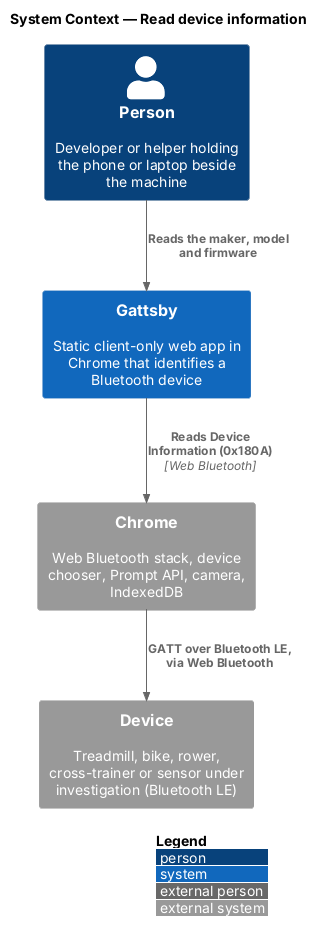 System Context — Read device information
Person
Developer or helper holding
the phone or laptop beside
the machine
Reads the maker, model
and firmware
Gattsby
Static client-only web app in
Chrome that identifies a
Bluetooth device
Reads Device
Information (0x180A)
[Web Bluetooth]
Chrome
Web Bluetooth stack, device
chooser, Prompt API, camera,
IndexedDB
GATT over Bluetooth LE,
via Web Bluetooth
Device
Treadmill, bike, rower,
cross-trainer or sensor under
investigation (Bluetooth LE)
Legend
person
system
external person
external system